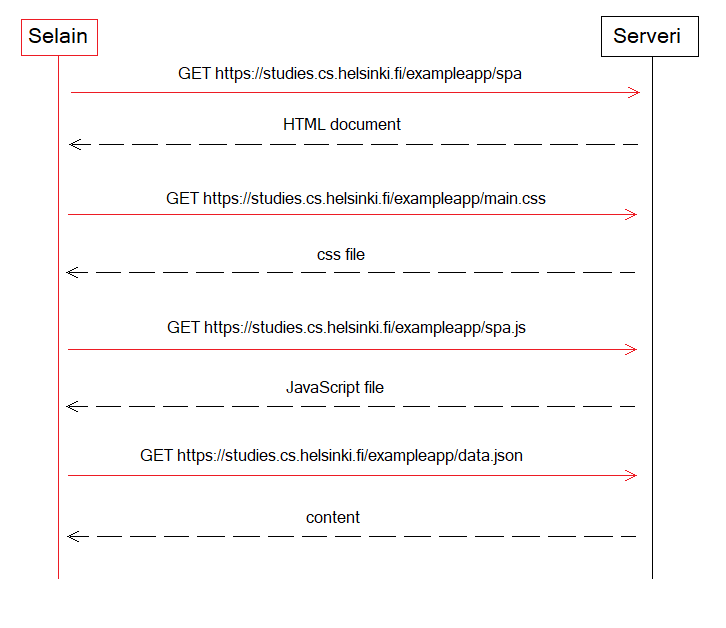 Selain
Serveri
GET https://studies.cs.helsinki.fi/exampleapp/spa
HTML document
GET https://studies.cs.helsinki.fi/exampleapp/main.css
css file
GET https://studies.cs.helsinki.fi/exampleapp/spa.js
JavaScript file
GET https://studies.cs.helsinki.fi/exampleapp/data.json
content